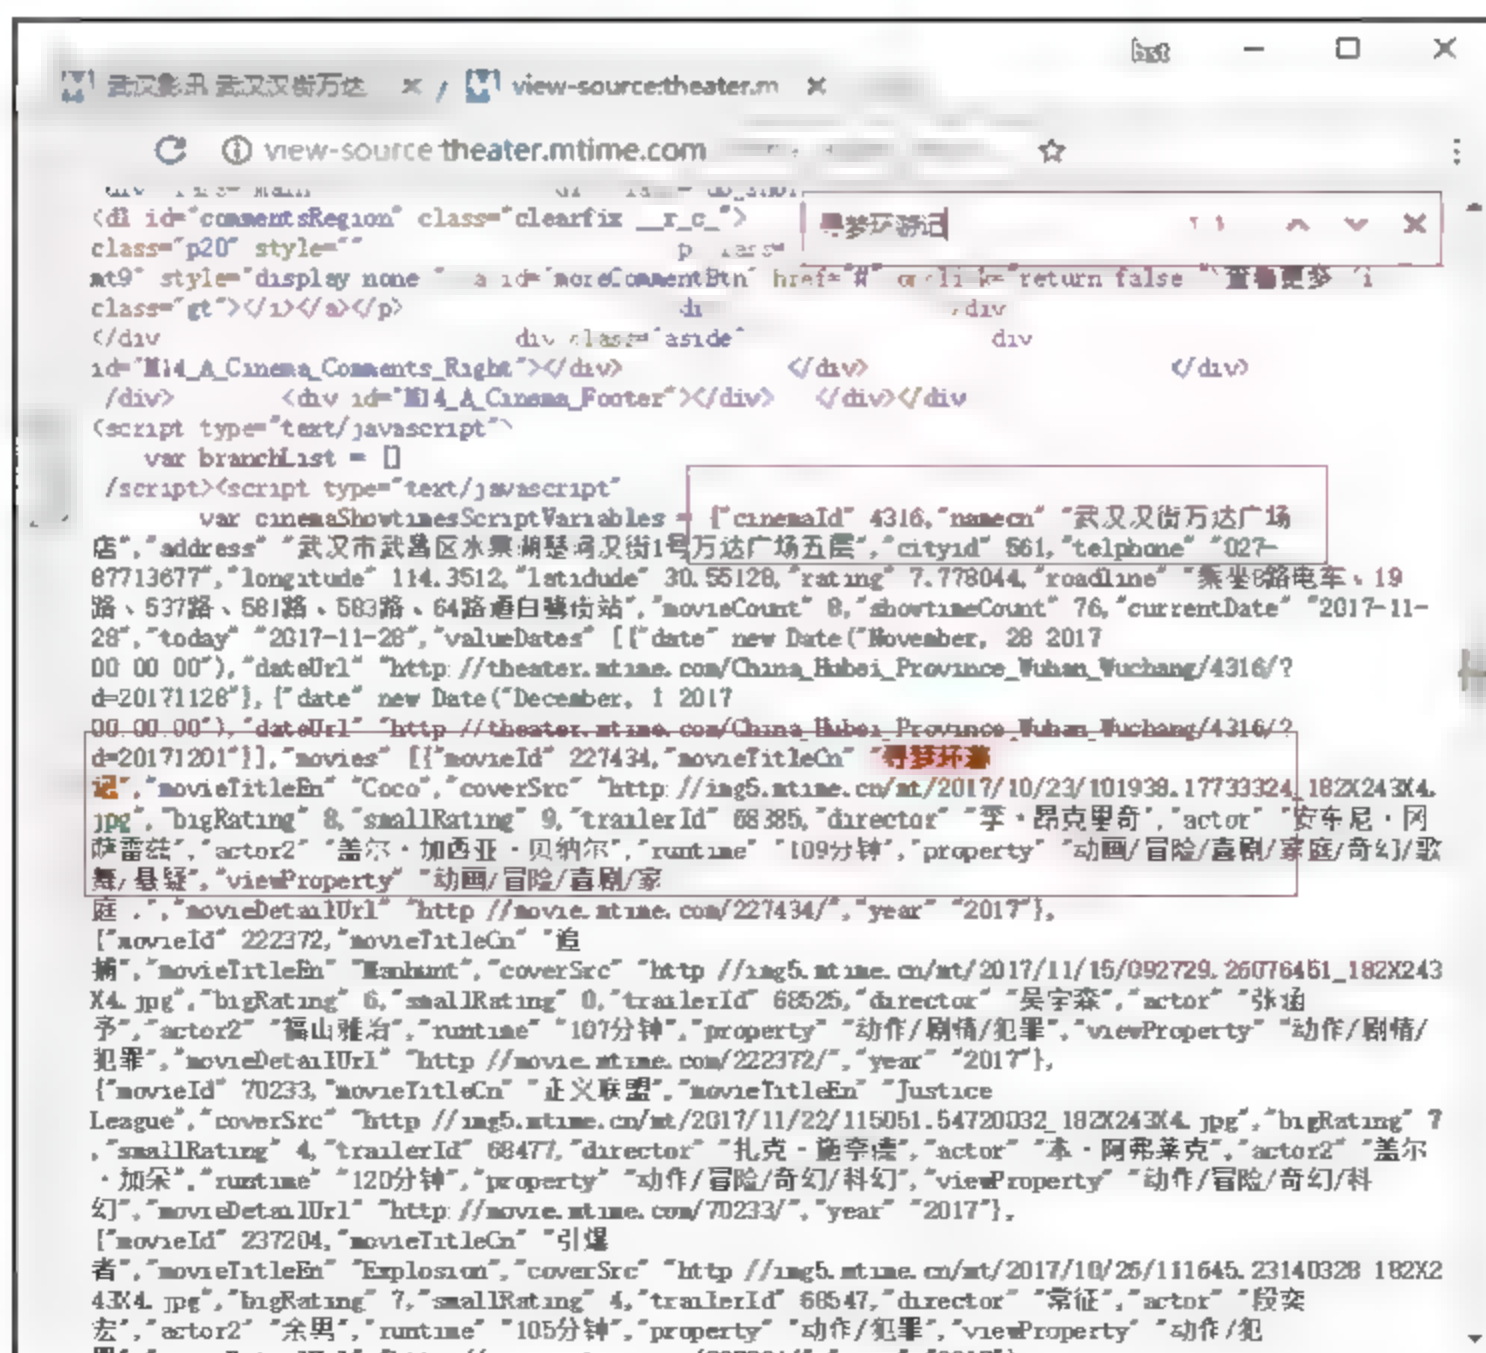 武汉影讯 武汉汉街万达 × / view-source:theater.m ×
view-source theater.mtime.com
<dl id="commentsRegion" class="clearfix __r_c_">
class="p20" style=""
mt9" style="display none " a id="moreCommentBtn" href="#" onclick="return false " 查看更多 i
class="gt"></i></a></p> di /div
</div div class="aside" div
id="M14_A_Cinema_Comments_Right"></div> </div> </div>
/div> <div id="M14_A_Cinema_Footer"></div> </div></div
<script type="text/javascript">
var branchList = []
/script><script type="text/javascript"
var cinemaShowtimesScriptVariables = {"cinemaId" 4316,"namecn" "武汉汉街万达广场
店","address" "武汉市武昌区水果湖楚河汉街1号万达广场五层","cityid" 561,"telphone" "027-
87713677","longitude" 114.3512,"latidude" 30.55128,"rating" 7.778044,"roadline" "乘坐8路电车、19
路、537路、581路、583路、64路通白鹭街站","movieCount" 8,"showtimeCount" 76,"currentDate" "2017-11-
28","today" "2017-11-28","valueDates" [{"date" new Date("November, 28 2017
00 00 00"),"dateUrl" "http://theater.mtime.com/China_Hubei_Province_Wuhan_Wuchang/4316/?
d=20171128"},{"date" new Date("December, 1 2017
00:00:00"),"dateUrl" "http://theater.mtime.com/China_Hubei_Province_Wuhan_Wuchang/4316/?
d=20171201"}],"movies" [{"movieId" 227434,"movieTitleCn" "寻梦环游
记","movieTitleEn" "Coco","coverSrc" "http://img5.mtime.cn/mt/2017/10/23/101938.17733324_182X243X4.
jpg","bigRating" 8,"smallRating" 9,"trailerId" 68385,"director" "李·昂克里奇","actor" "安东尼·冈
萨雷兹","actor2" "盖尔·加西亚·贝纳尔","runtime" "109分钟","property" "动画/冒险/喜剧/家庭/奇幻/歌
舞/悬疑","viewProperty" "动画/冒险/喜剧/家
庭 .","movieDetailUrl" "http //movie.mtime.com/227434/","year" "2017"},
{"movieId" 222372,"movieTitleCn" "追
捕","movieTitleEn" "Manhunt","coverSrc" "http //img5.mtime.cn/mt/2017/11/15/092729.26076451_182X243
X4.jpg","bigRating" 6,"smallRating" 0,"trailerId" 68525,"director" "吴宇森","actor" "张涵
予","actor2" "福山雅治","runtime" "107分钟","property" "动作/剧情/犯罪","viewProperty" "动作/剧情/
犯罪","movieDetailUrl" "http //movie.mtime.com/222372/","year" "2017"},
{"movieId" 70233,"movieTitleCn" "正义联盟","movieTitleEn" "Justice
League","coverSrc" "http //img5.mtime.cn/mt/2017/11/22/115051.54720032_182X243X4.jpg","bigRating" 7
,"smallRating" 4,"trailerId" 68477,"director" "扎克·施奈德","actor" "本·阿弗莱克","actor2" "盖尔
·加朵","runtime" "120分钟","property" "动作/冒险/奇幻/科幻","viewProperty" "动作/冒险/奇幻/科
幻","movieDetailUrl" "http://movie.mtime.com/70233/","year" "2017"},
{"movieId" 237204,"movieTitleCn" "引爆
者","movieTitleEn" "Explosion","coverSrc" "http //img5.mtime.cn/mt/2017/10/26/111645.23140328 182X2
43X4.jpg","bigRating" 7,"smallRating" 4,"trailerId" 68547,"director" "常征","actor" "段奕
宏","actor2" "余男","runtime" "105分钟","property" "动作/犯罪","viewProperty" "动作/犯